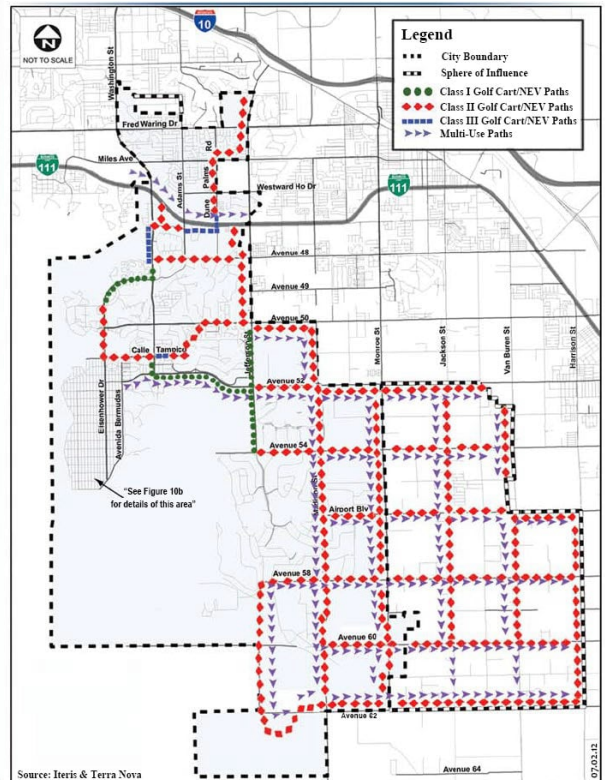 N
NOT TO SCALE
10
Legend
City Boundary
Sphere of Influence
Class I Golf Cart/NEV Paths
Class II Golf Cart/NEV Paths
Class III Golf Cart/NEV Paths
Multi-Use Paths
Washington St
Fred Waring Dr
Miles Ave
111
Adams St
Dune Palms Rd
Westward Ho Dr
111
Avenue 48
Avenue 49
Avenue 50
Calle Tampico
Jefferson St
Monroe St
Jackson St
Van Buren St
Harrison St
Avenue 52
Eisenhower Dr
Avenida Bermudas
Avenue 54
"See Figure 10b
for details of this area"
Madison St
Airport Blv
Avenue 58
Avenue 60
Avenue 62
Avenue 64
Source: Iteris & Terra Nova
07.02.12